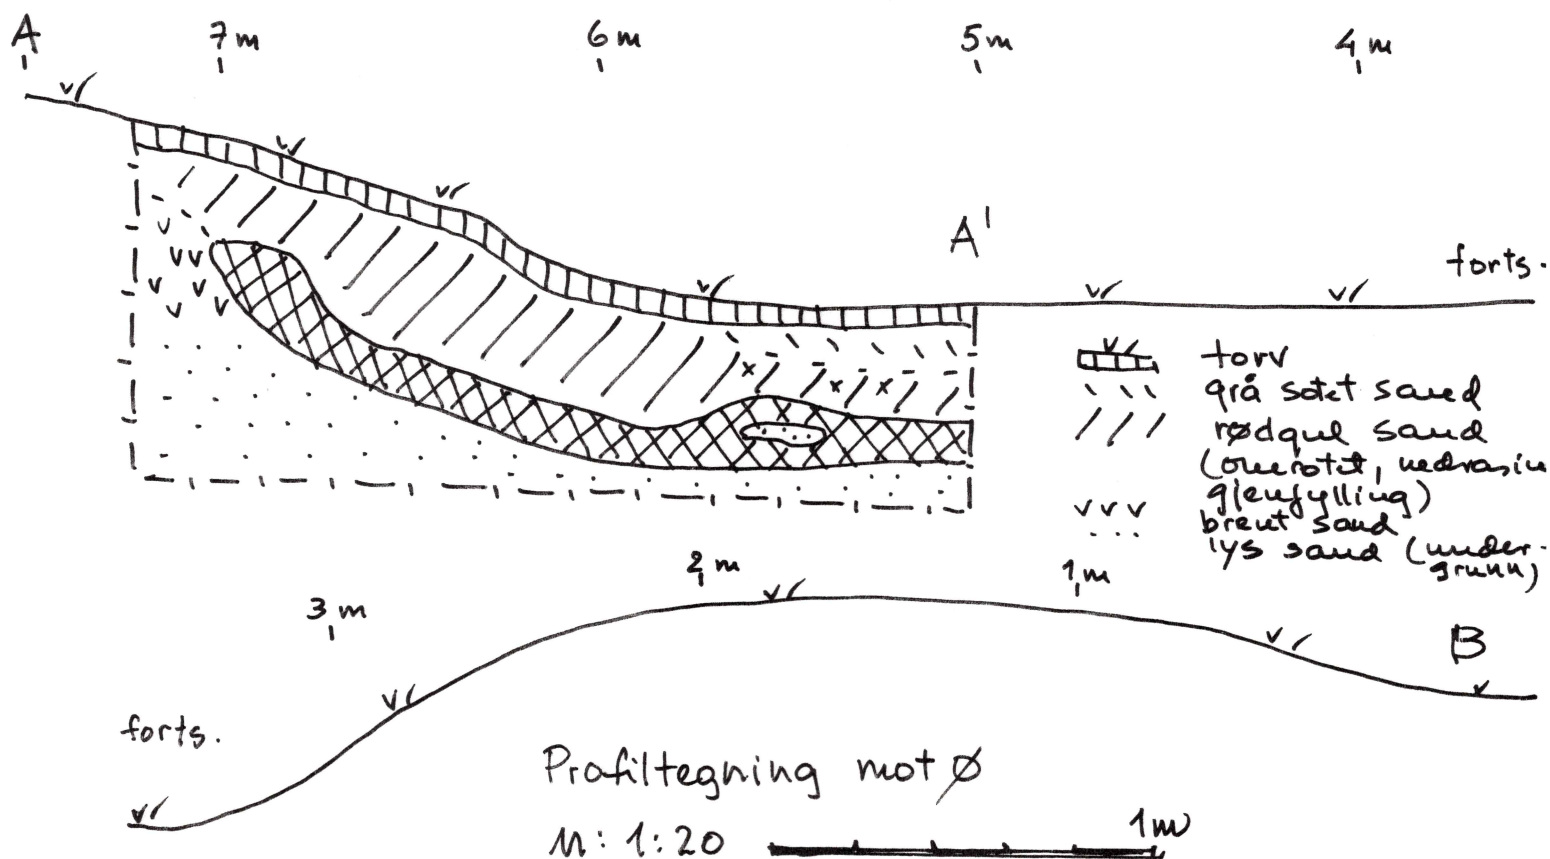 A 7m 6m 5m 4m
A'
forts.
torv
grå sotet sand
rødgul sand
(omrotet, nedrasin
gjenfylling)
brent sand
lys sand (under-
grunn)
3m 2m 1m
B
forts.
Profiltegning mot Ø
M: 1:20 1m